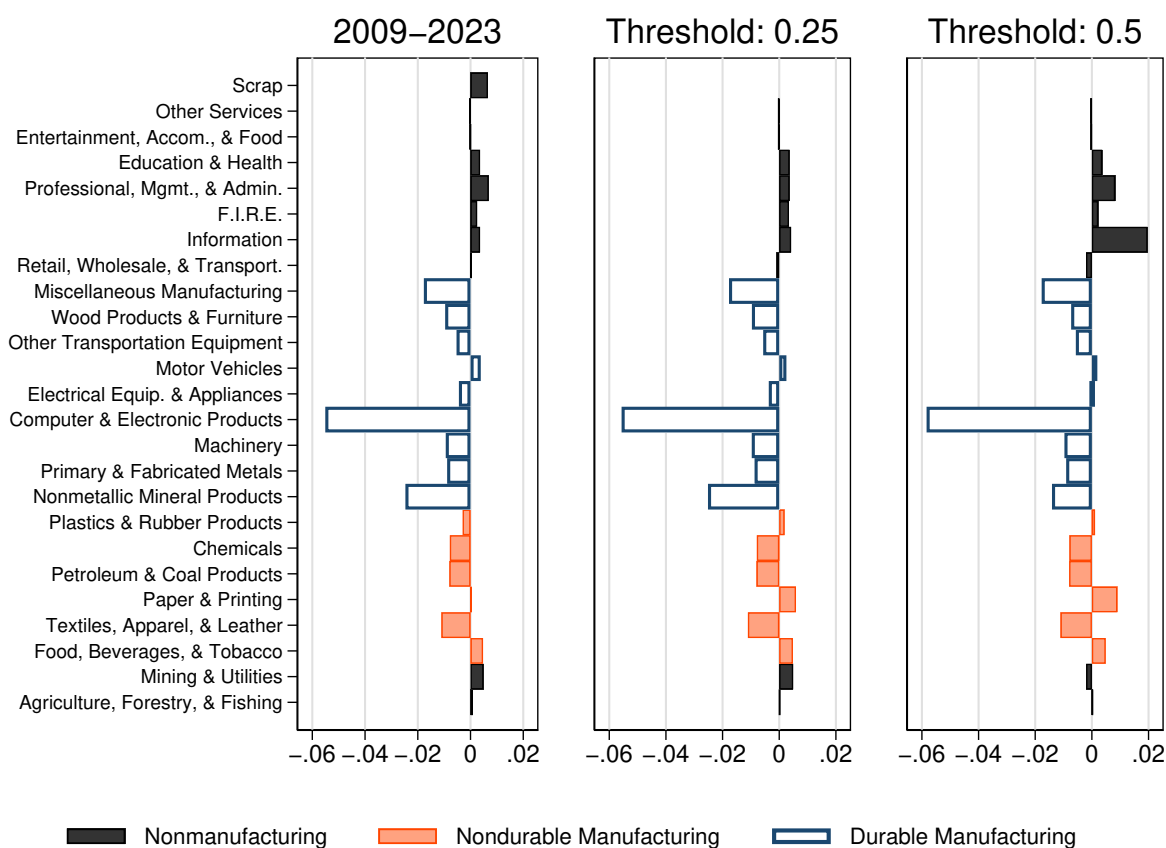 2009−2023 Threshold: 0.25 Threshold: 0.5
Scrap
Other Services
Entertainment, Accom., & Food
Education & Health
Professional, Mgmt., & Admin.
F.I.R.E.
Information
Retail, Wholesale, & Transport.
Miscellaneous Manufacturing
Wood Products & Furniture
Other Transportation Equipment
Motor Vehicles
Electrical Equip. & Appliances
Computer & Electronic Products
Machinery
Primary & Fabricated Metals
Nonmetallic Mineral Products
Plastics & Rubber Products
Chemicals
Petroleum & Coal Products
Paper & Printing
Textiles, Apparel, & Leather
Food, Beverages, & Tobacco
Mining & Utilities
Agriculture, Forestry, & Fishing
−.06 −.04 −.02 0 .02 −.06 −.04 −.02 0 .02 −.06 −.04 −.02 0 .02
Nonmanufacturing Nondurable Manufacturing Durable Manufacturing